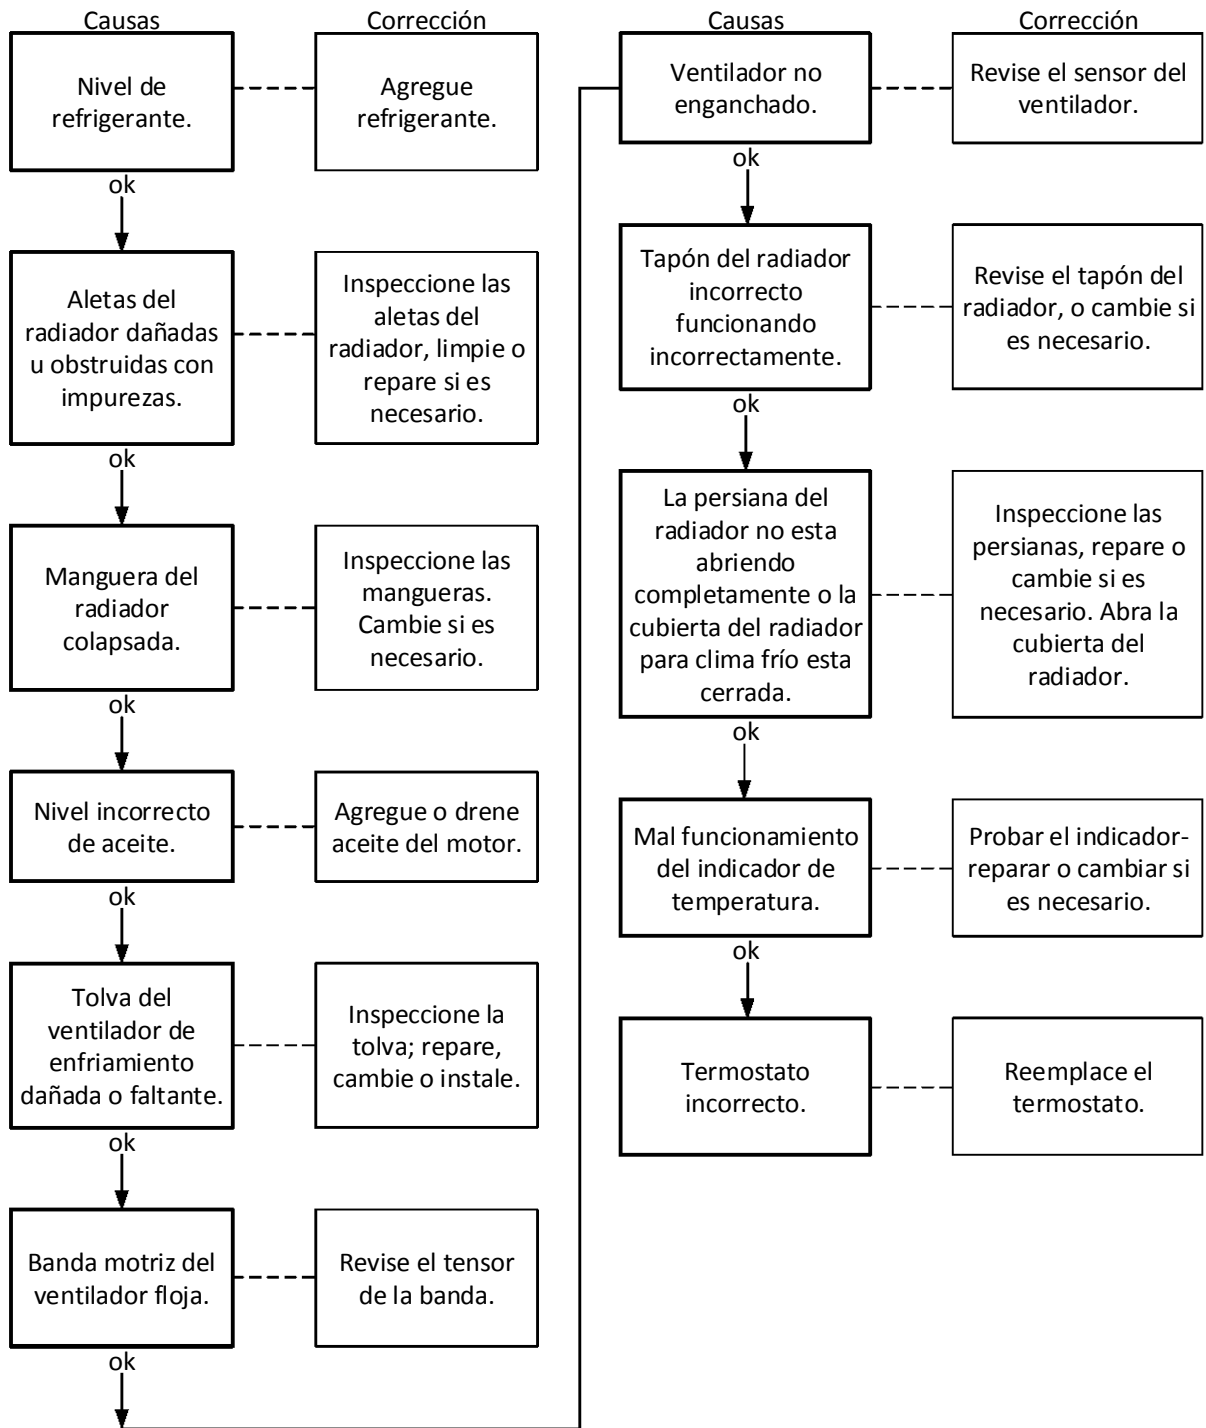 Causas
Corrección
Nivel de
refrigerante.
Agregue
refrigerante.
ok
Aletas del
radiador dañadas
u obstruidas con
impurezas.
Inspeccione las
aletas del
radiador, limpie o
repare si es
necesario.
ok
Manguera del
radiador
colapsada.
Inspeccione las
mangueras.
Cambie si es
necesario.
ok
Nivel incorrecto
de aceite.
Agregue o drene
aceite del motor.
ok
Tolva del
ventilador de
enfriamiento
dañada o faltante.
Inspeccione la
tolva; repare,
cambie o instale.
ok
Banda motriz del
ventilador floja.
Revise el tensor
de la banda.
ok
Causas
Corrección
Ventilador no
enganchado.
Revise el sensor del
ventilador.
ok
Tapón del radiador
incorrecto
funcionando
incorrectamente.
Revise el tapón del
radiador, o cambie si
es necesario.
ok
La persiana del
radiador no esta
abriendo
completamente o la
cubierta del radiador
para clima frío esta
cerrada.
Inspeccione las
persianas, repare o
cambie si es
necesario. Abra la
cubierta del
radiador.
ok
Mal funcionamiento
del indicador de
temperatura.
Probar el indicador-
reparar o cambiar si
es necesario.
ok
Termostato
incorrecto.
Reemplace el
termostato.